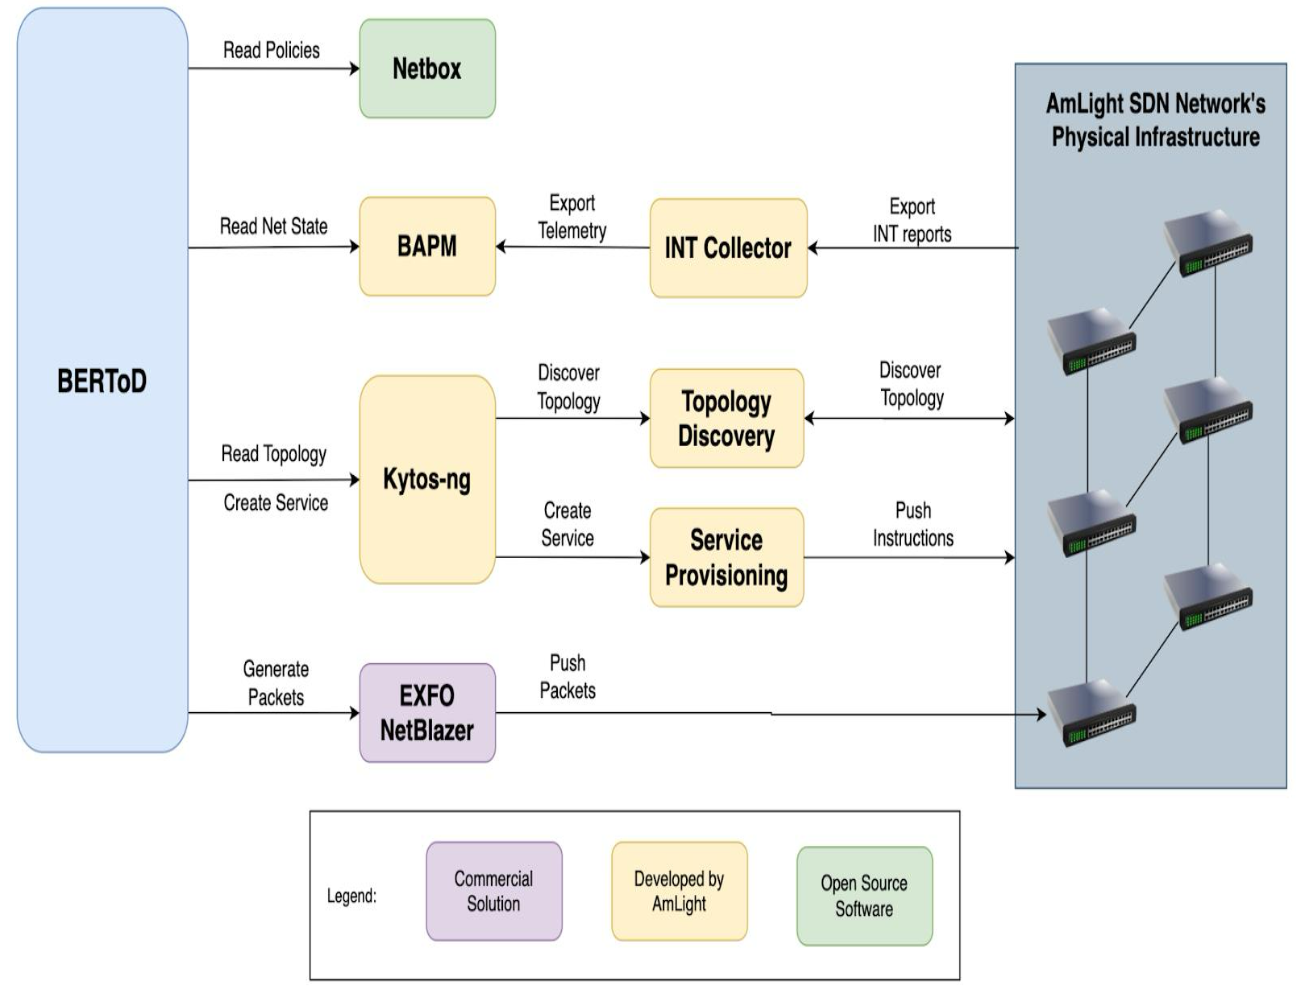 BERToD
Read Policies
Netbox
AmLight SDN Network's
Physical Infrastructure
Read Net State
BAPM
Export
Telemetry
INT Collector
Export
INT reports
Read Topology
Create Service
Kytos-ng
Discover
Topology
Topology
Discovery
Discover
Topology
Create
Service
Service
Provisioning
Push
Instructions
Generate
Packets
EXFO
NetBlazer
Push
Packets
Legend:
Commercial
Solution
Developed by
AmLight
Open Source
Software